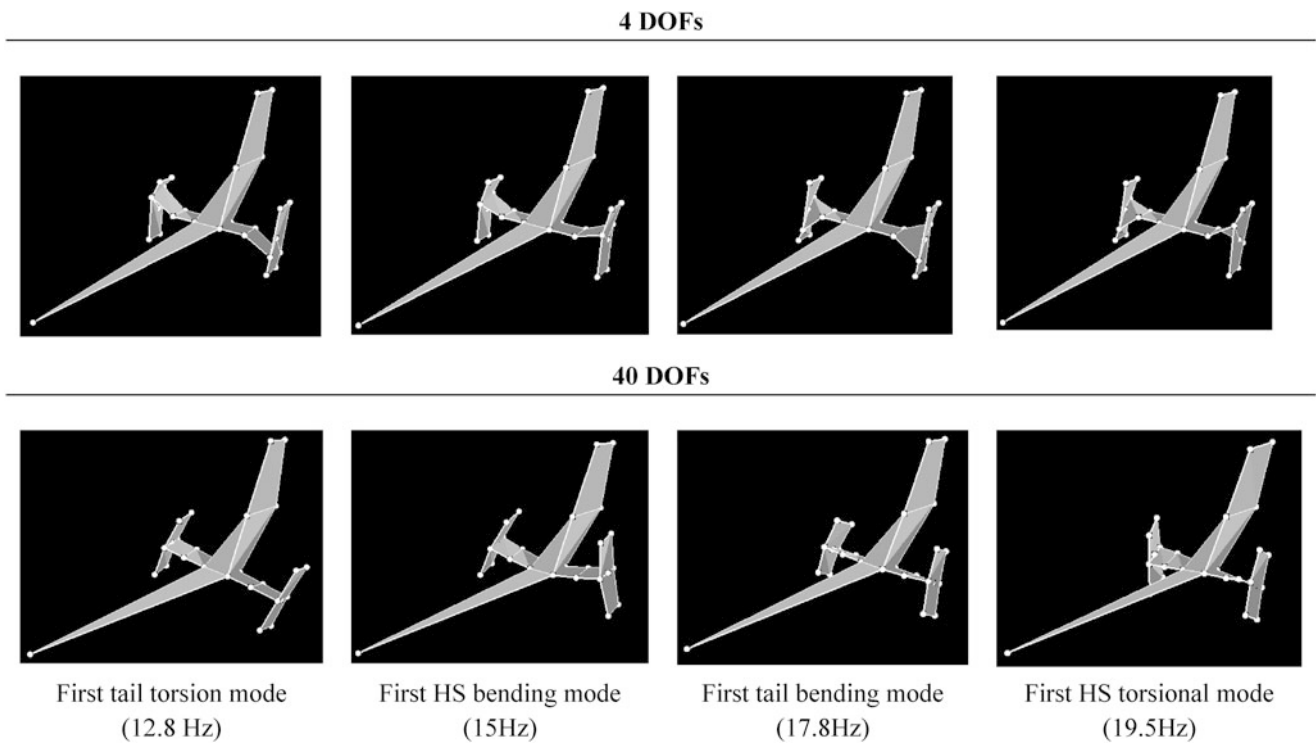 4 DOFs
40 DOFs
First tail torsion mode
(12.8 Hz)
First HS bending mode
(15Hz)
First tail bending mode
(17.8Hz)
First HS torsional mode
(19.5Hz)